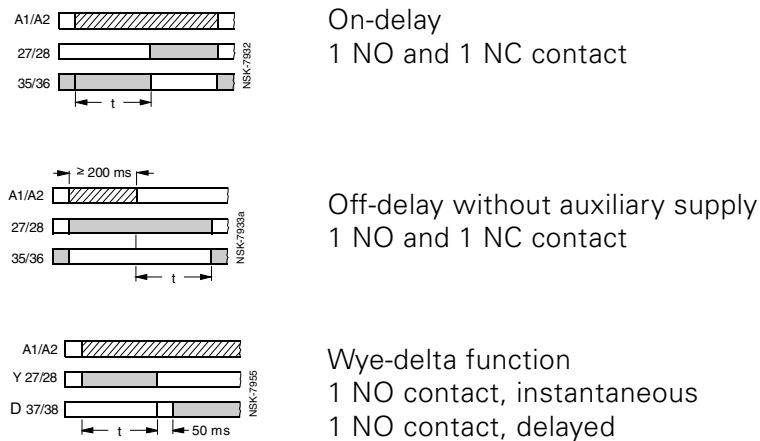 A1/A2
27/28
35/36
t
NSK-7932
On-delay
1 NO and 1 NC contact
≥ 200 ms
A1/A2
27/28
35/36
t
NSK-7933a
Off-delay without auxiliary supply
1 NO and 1 NC contact
A1/A2
Y 27/28
D 37/38
t
50 ms
NSK-7955
Wye-delta function
1 NO contact, instantaneous
1 NO contact, delayed